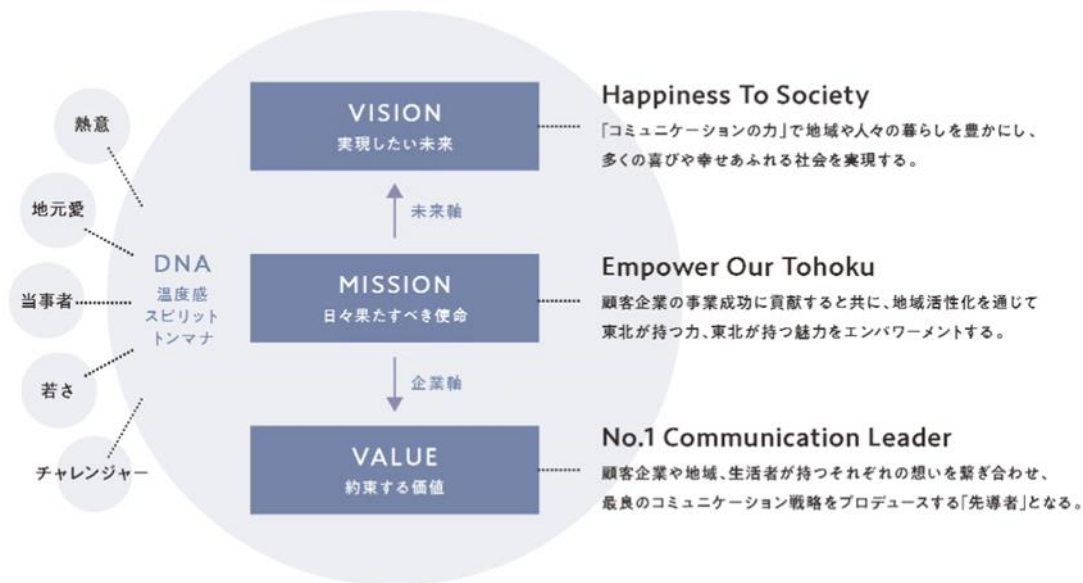 熱意
地元愛
当事者
若さ
チャレンジャー
DNA
温度感
スピリット
トンマナ
VISION
実現したい未来
未来軸
MISSION
日々果たすべき使命
企業軸
VALUE
約束する価値
Happiness To Society
「コミュニケーションの力」で地域や人々の暮らしを豊かにし、
多くの喜びや幸せあふれる社会を実現する。
Empower Our Tohoku
顧客企業の事業成功に貢献すると共に、地域活性化を通じて
東北が持つ力、東北が持つ魅力をエンパワーメントする。
No.1 Communication Leader
顧客企業や地域、生活者が持つそれぞれの想いを繋ぎ合わせ、
最良のコミュニケーション戦略をプロデュースする「先導者」となる。